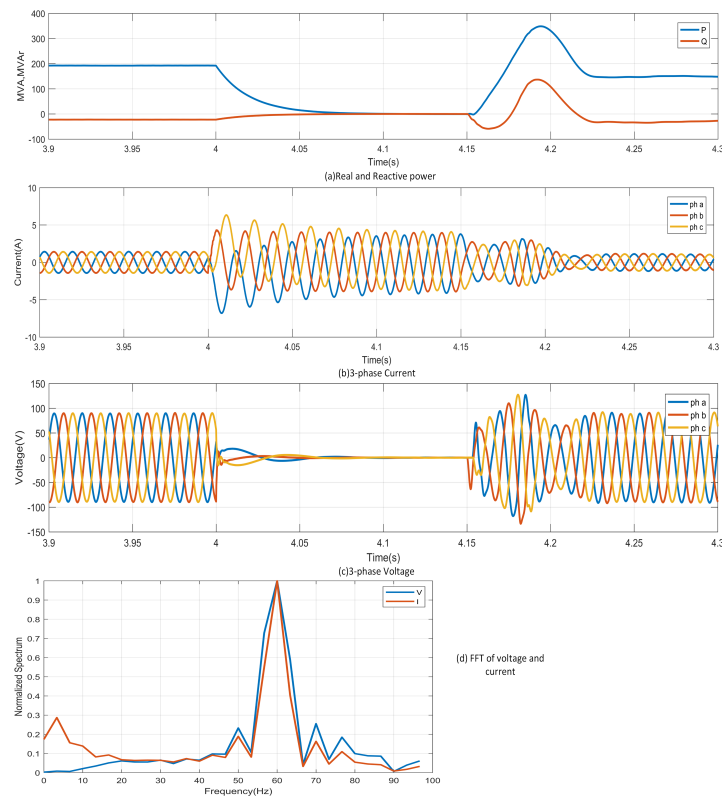 400
300
200
100
0
-100
MVA,MVAr
P
Q
3.9 3.95 4 4.05 4.1 4.15 4.2 4.25 4.3
Time(s)
(a)Real and Reactive power
10
5
0
-5
-10
Current(A)
ph a
ph b
ph c
3.9 3.95 4 4.05 4.1 4.15 4.2 4.25 4.3
Time(s)
(b)3-phase Current
150
100
50
0
-50
-100
-150
Voltage(V)
ph a
ph b
ph c
3.9 3.95 4 4.05 4.1 4.15 4.2 4.25 4.3
Time(s)
(c)3-phase Voltage
1
0.9
0.8
0.7
0.6
0.5
0.4
0.3
0.2
0.1
0
Normalized Spectrum
V
I
0 10 20 30 40 50 60 70 80 90 100
Frequency(Hz)
(d) FFT of voltage and
current